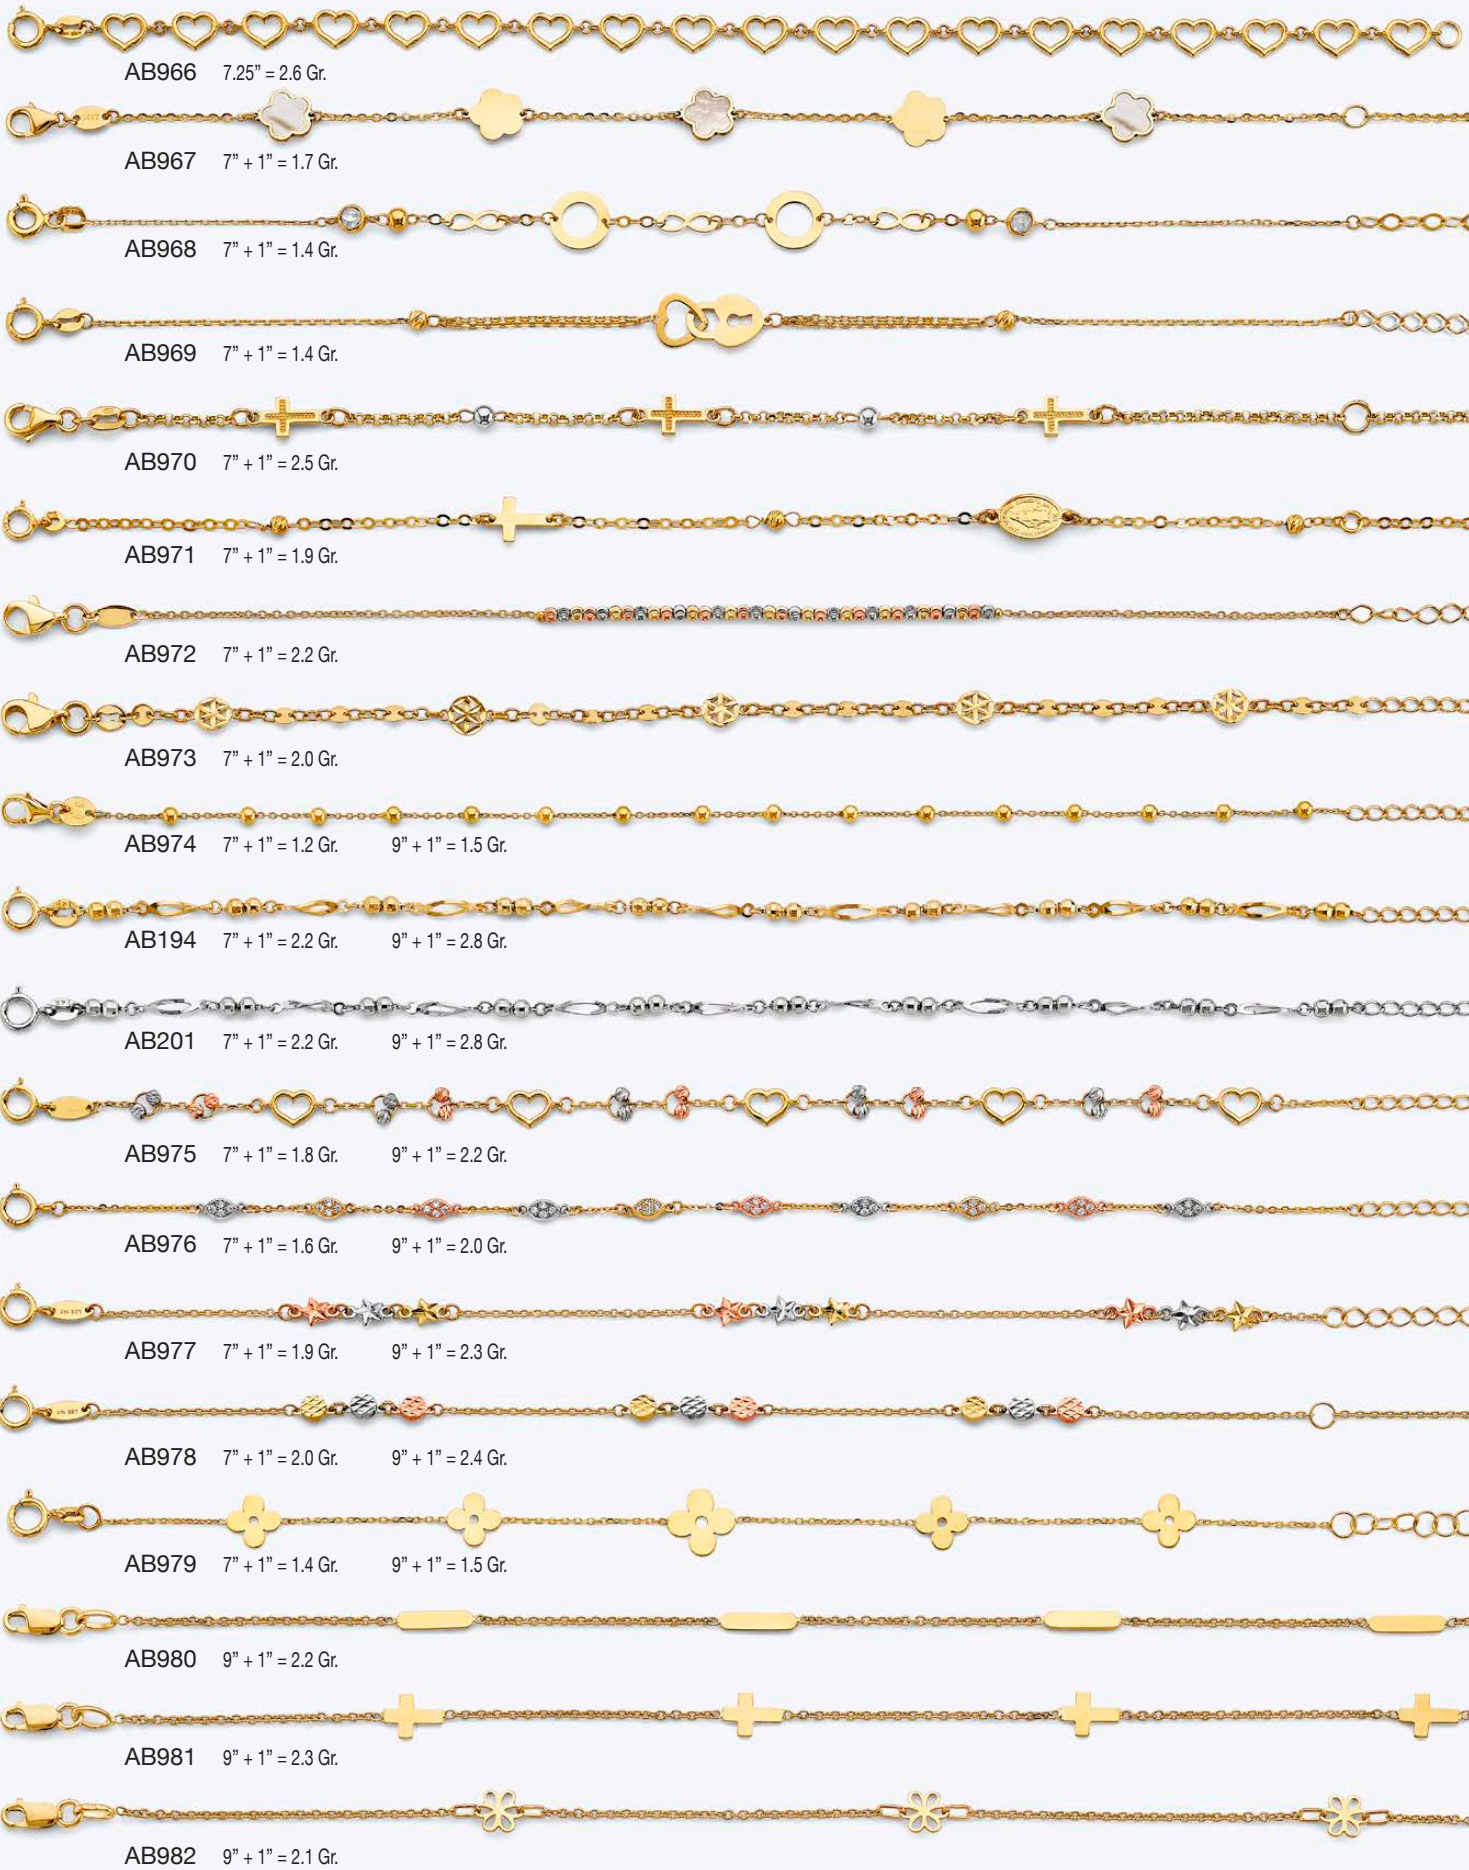 AB966 7.25” = 2.6 Gr.
AB967 7” + 1” = 1.7 Gr.
AB968 7” + 1” = 1.4 Gr.
AB969 7” + 1” = 1.4 Gr.
AB970 7” + 1” = 2.5 Gr.
AB971 7” + 1” = 1.9 Gr.
AB972 7” + 1” = 2.2 Gr.
AB973 7” + 1” = 2.0 Gr.
AB974 7” + 1” = 1.2 Gr. 9” + 1” = 1.5 Gr.
AB194 7” + 1” = 2.2 Gr. 9” + 1” = 2.8 Gr.
AB201 7” + 1” = 2.2 Gr. 9” + 1” = 2.8 Gr.
AB975 7” + 1” = 1.8 Gr. 9” + 1” = 2.2 Gr.
AB976 7” + 1” = 1.6 Gr. 9” + 1” = 2.0 Gr.
AB977 7” + 1” = 1.9 Gr. 9” + 1” = 2.3 Gr.
AB978 7” + 1” = 2.0 Gr. 9” + 1” = 2.4 Gr.
AB979 7” + 1” = 1.4 Gr. 9” + 1” = 1.5 Gr.
AB980 9” + 1” = 2.2 Gr.
AB981 9” + 1” = 2.3 Gr.
AB982 9” + 1” = 2.1 Gr.